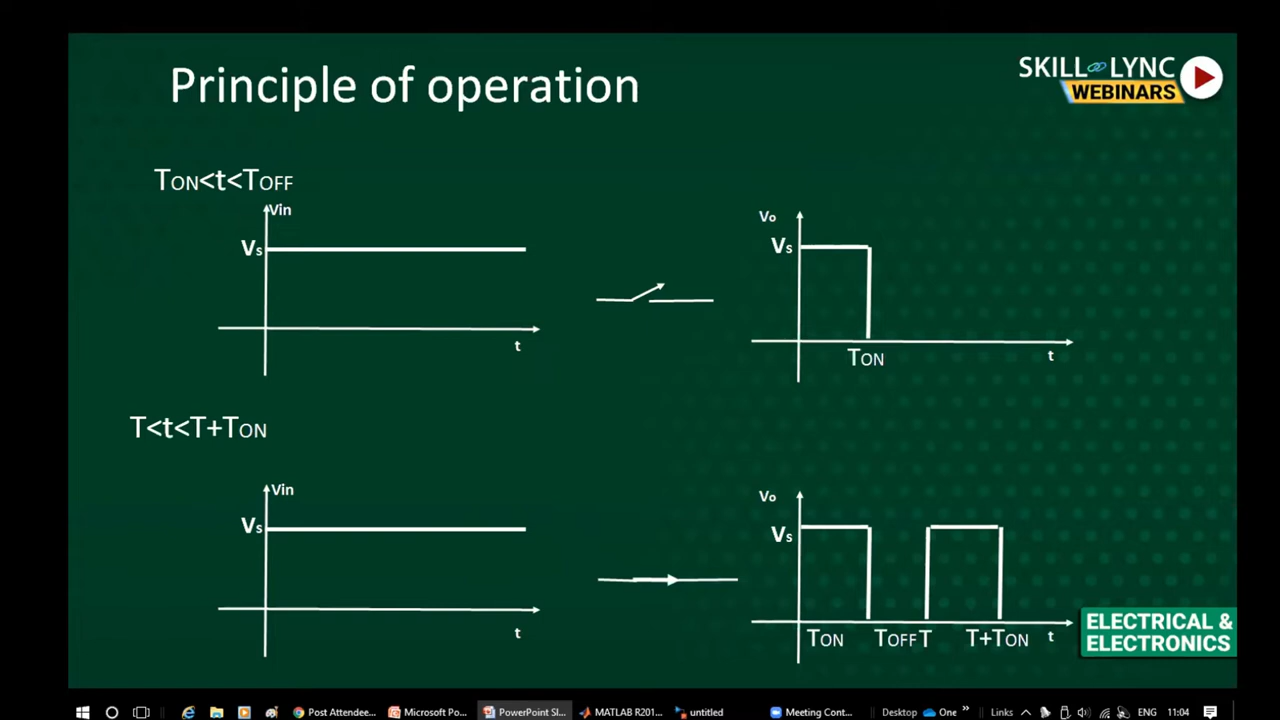 Principle of operation
SKILL LYNC
WEBINARS
TON<t<TOFF
Vin
Vs
t
Vo
Vs
TON
t
T<t<T+TON
Vin
Vs
t
Vo
Vs
TON TOFF T T+TON t
ELECTRICAL &
ELECTRONICS
Post Attendee... Microsoft Po... PowerPoint Sl... MATLAB R201... untitled Meeting Cont... Desktop One » Links ENG 11:04